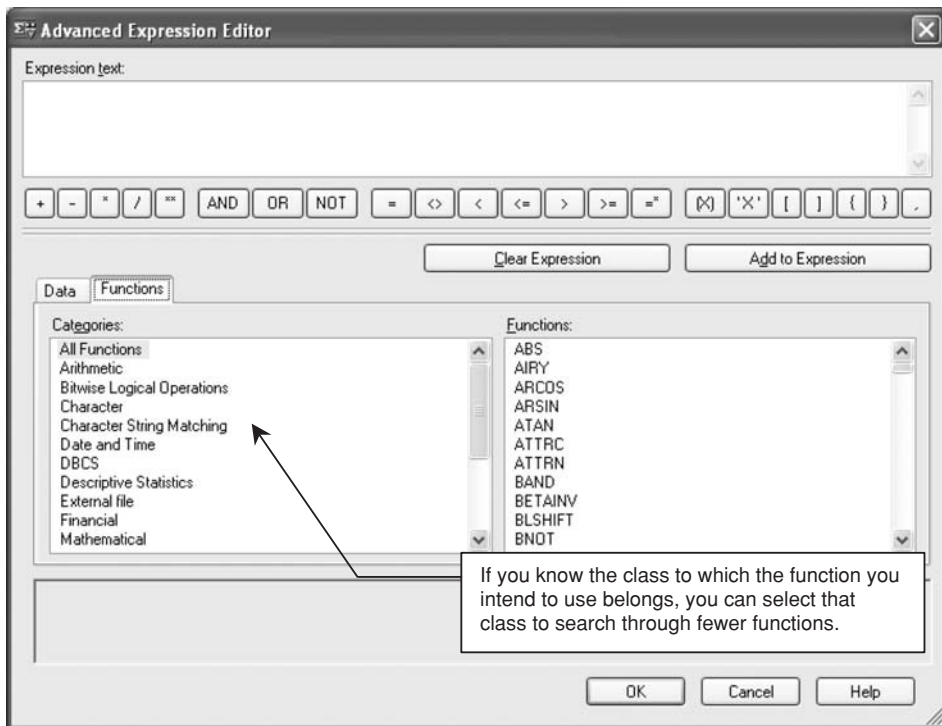 Advanced Expression Editor
Expression text:
+ - * / ** AND OR NOT = <> < <= > >= =* (X) 'X' [ ] { } ,
Clear Expression Add to Expression
Data Functions
Categories:
All Functions
Arithmetic
Bitwise Logical Operations
Character
Character String Matching
Date and Time
DBCS
Descriptive Statistics
External file
Financial
Mathematical
Functions:
ABS
AIRY
ARCOS
ARSIN
ATAN
ATTRC
ATTRN
BAND
BETAINV
BLSHIFT
BNOT
If you know the class to which the function you
intend to use belongs, you can select that
class to search through fewer functions.
OK Cancel Help